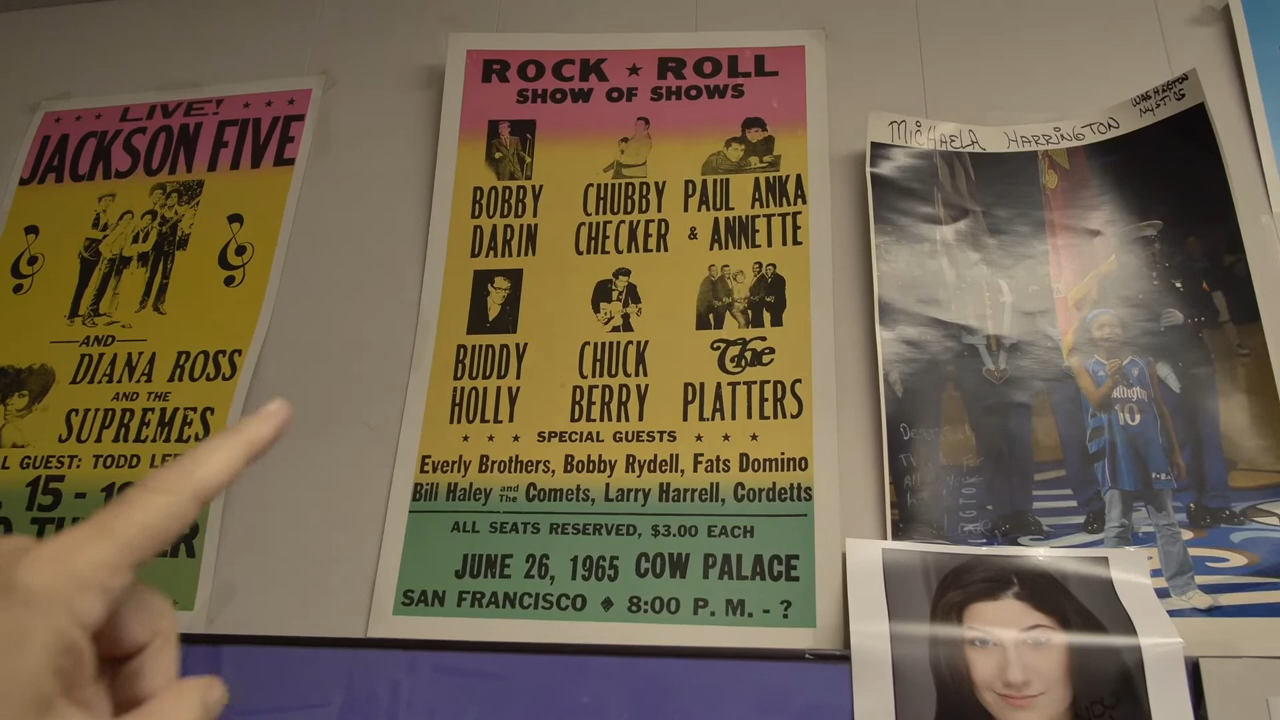 LIVE!
JACKSON FIVE
AND
DIANA ROSS
AND THE
SUPREMES
L GUEST: TODD
15 - 1
ROCK ★ ROLL
SHOW OF SHOWS
BOBBY DARIN
CHUBBY CHECKER
PAUL ANKA & ANNETTE
BUDDY HOLLY
CHUCK BERRY
The PLATTERS
★ ★ ★ SPECIAL GUESTS ★ ★ ★
Everly Brothers, Bobby Rydell, Fats Domino
Bill Haley and The Comets, Larry Harrell, Cordetts
ALL SEATS RESERVED, $3.00 EACH
JUNE 26, 1965 COW PALACE
SAN FRANCISCO ♦ 8:00 P. M. - ?
MiCHAELA HARRiNGTON
WASHINGTON
MYSTICS
10